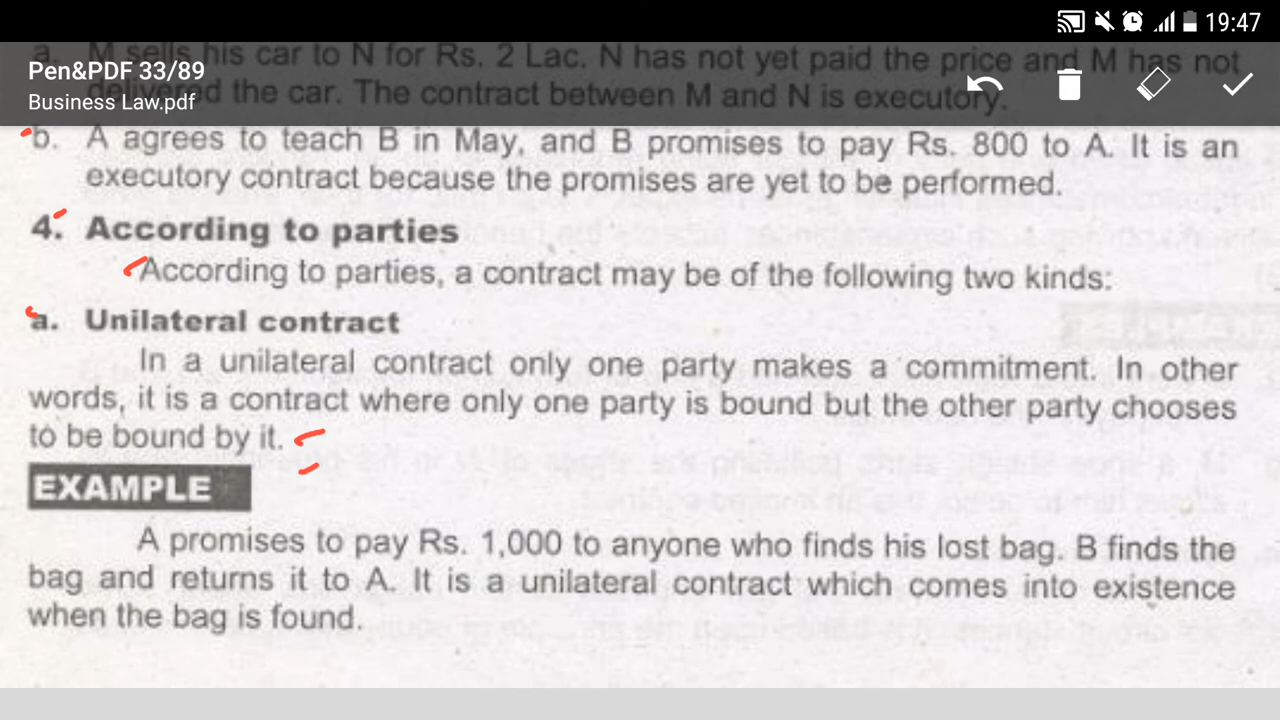 19:47
a. M sells his car to N for Rs. 2 Lac. N has not yet paid the price and M has not
Pen&PDF 33/89
delivered the car. The contract between M and N is executory.
Business Law.pdf
b. A agrees to teach B in May, and B promises to pay Rs. 800 to A. It is an
executory contract because the promises are yet to be performed.
4. According to parties
According to parties, a contract may be of the following two kinds:
a. Unilateral contract
In a unilateral contract only one party makes a commitment. In other
words, it is a contract where only one party is bound but the other party chooses
to be bound by it.
EXAMPLE
A promises to pay Rs. 1,000 to anyone who finds his lost bag. B finds the
bag and returns it to A. It is a unilateral contract which comes into existence
when the bag is found.